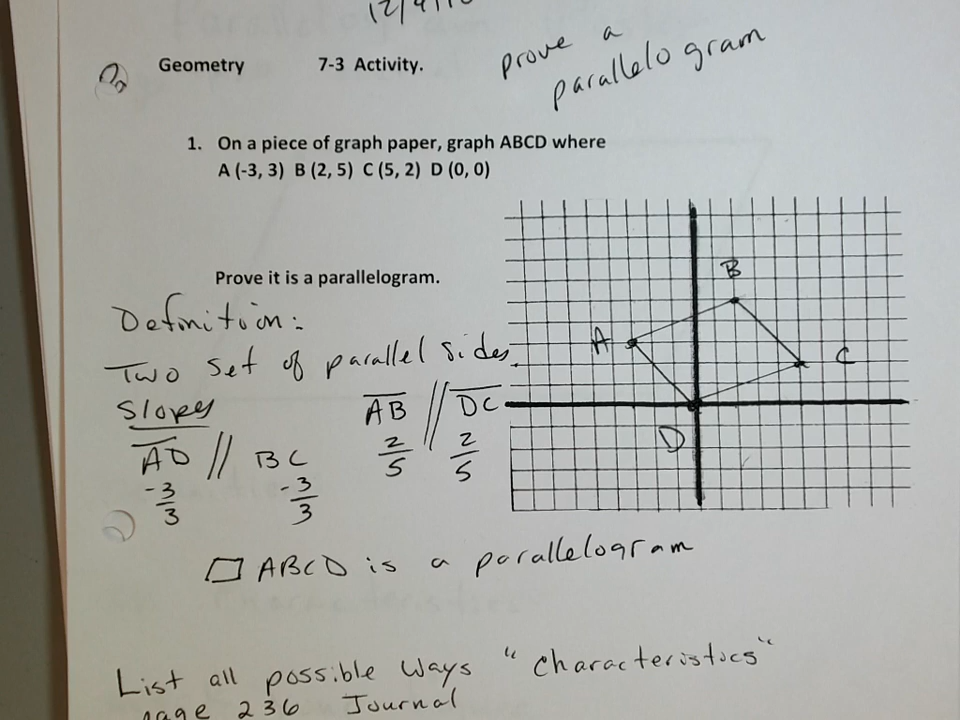 Geometry 7-3 Activity.
prove a
parallelogram
1. On a piece of graph paper, graph ABCD where
A (-3, 3) B (2, 5) C (5, 2) D (0, 0)
Prove it is a parallelogram.
B
A
C
D
Definition:
Two set of parallel sides.
Slopes
AD // BC
-3/3 -3/3
AB // DC
2/5 2/5
▱ ABCD is a parallelogram
List all possible ways "characteristics"
page 236 Journal